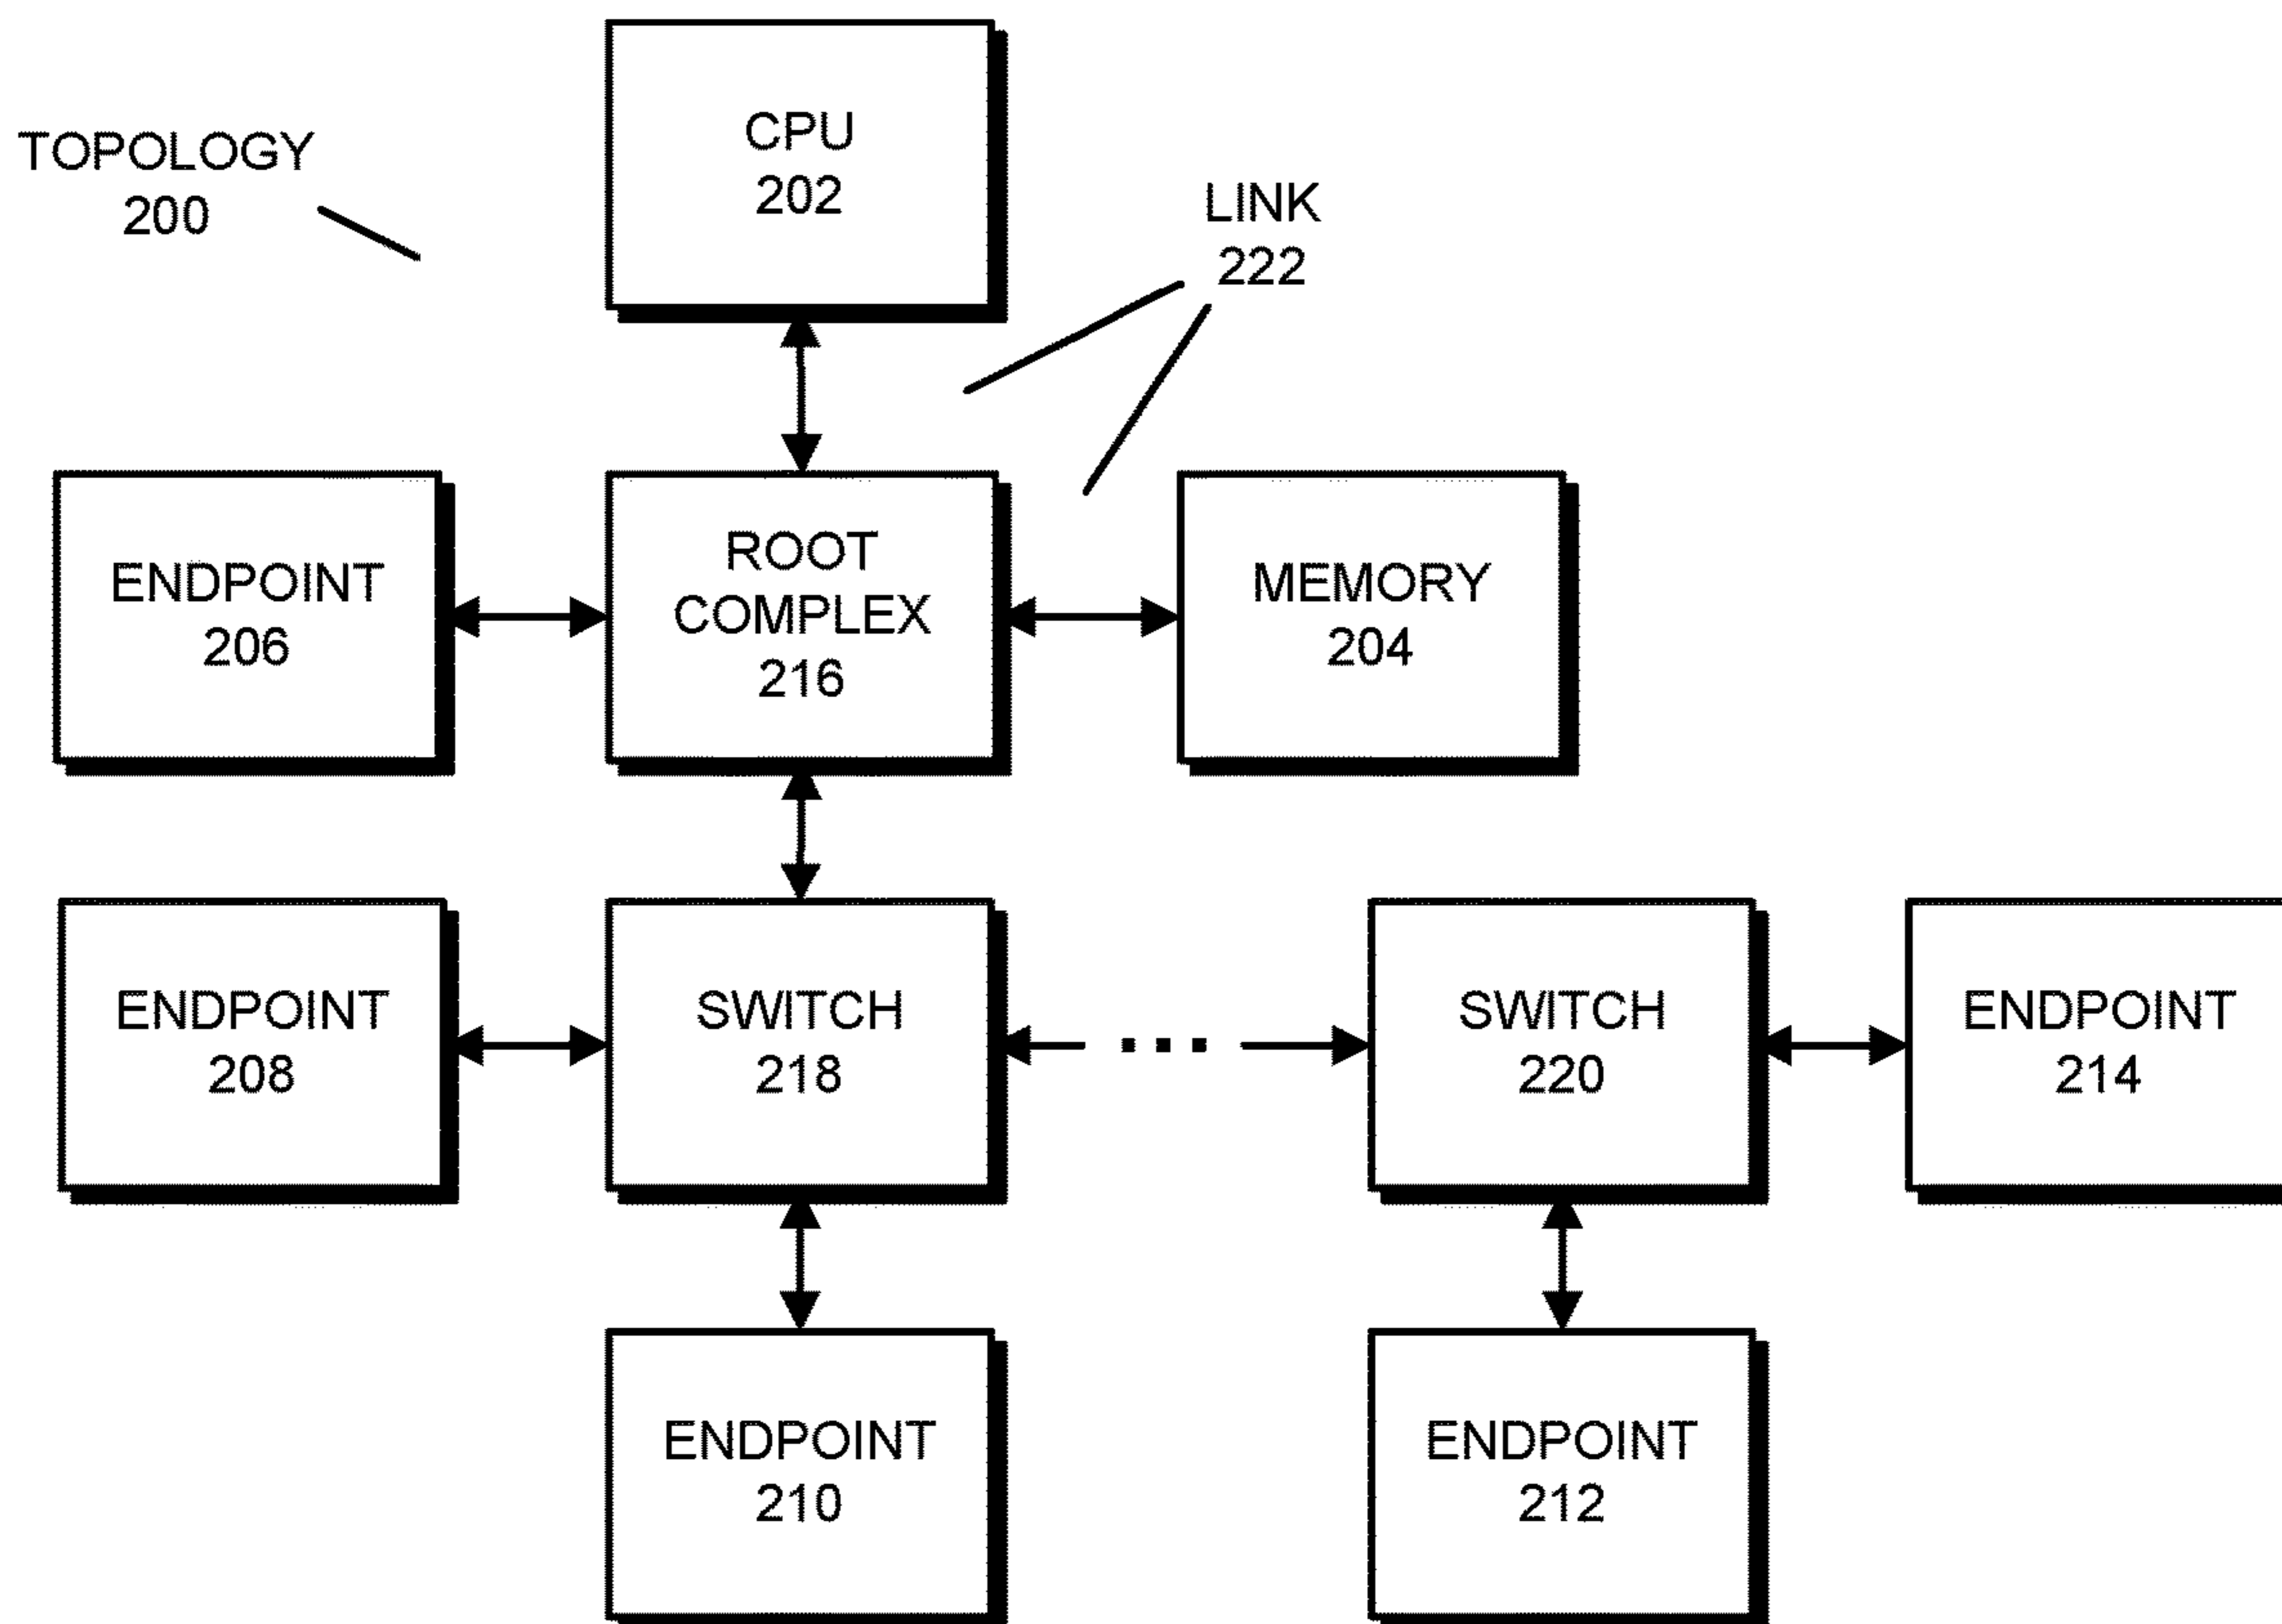 TOPOLOGY
200
CPU
202
LINK
222
ENDPOINT
206
ROOT
COMPLEX
216
MEMORY
204
ENDPOINT
208
SWITCH
218
SWITCH
220
ENDPOINT
214
ENDPOINT
210
ENDPOINT
212